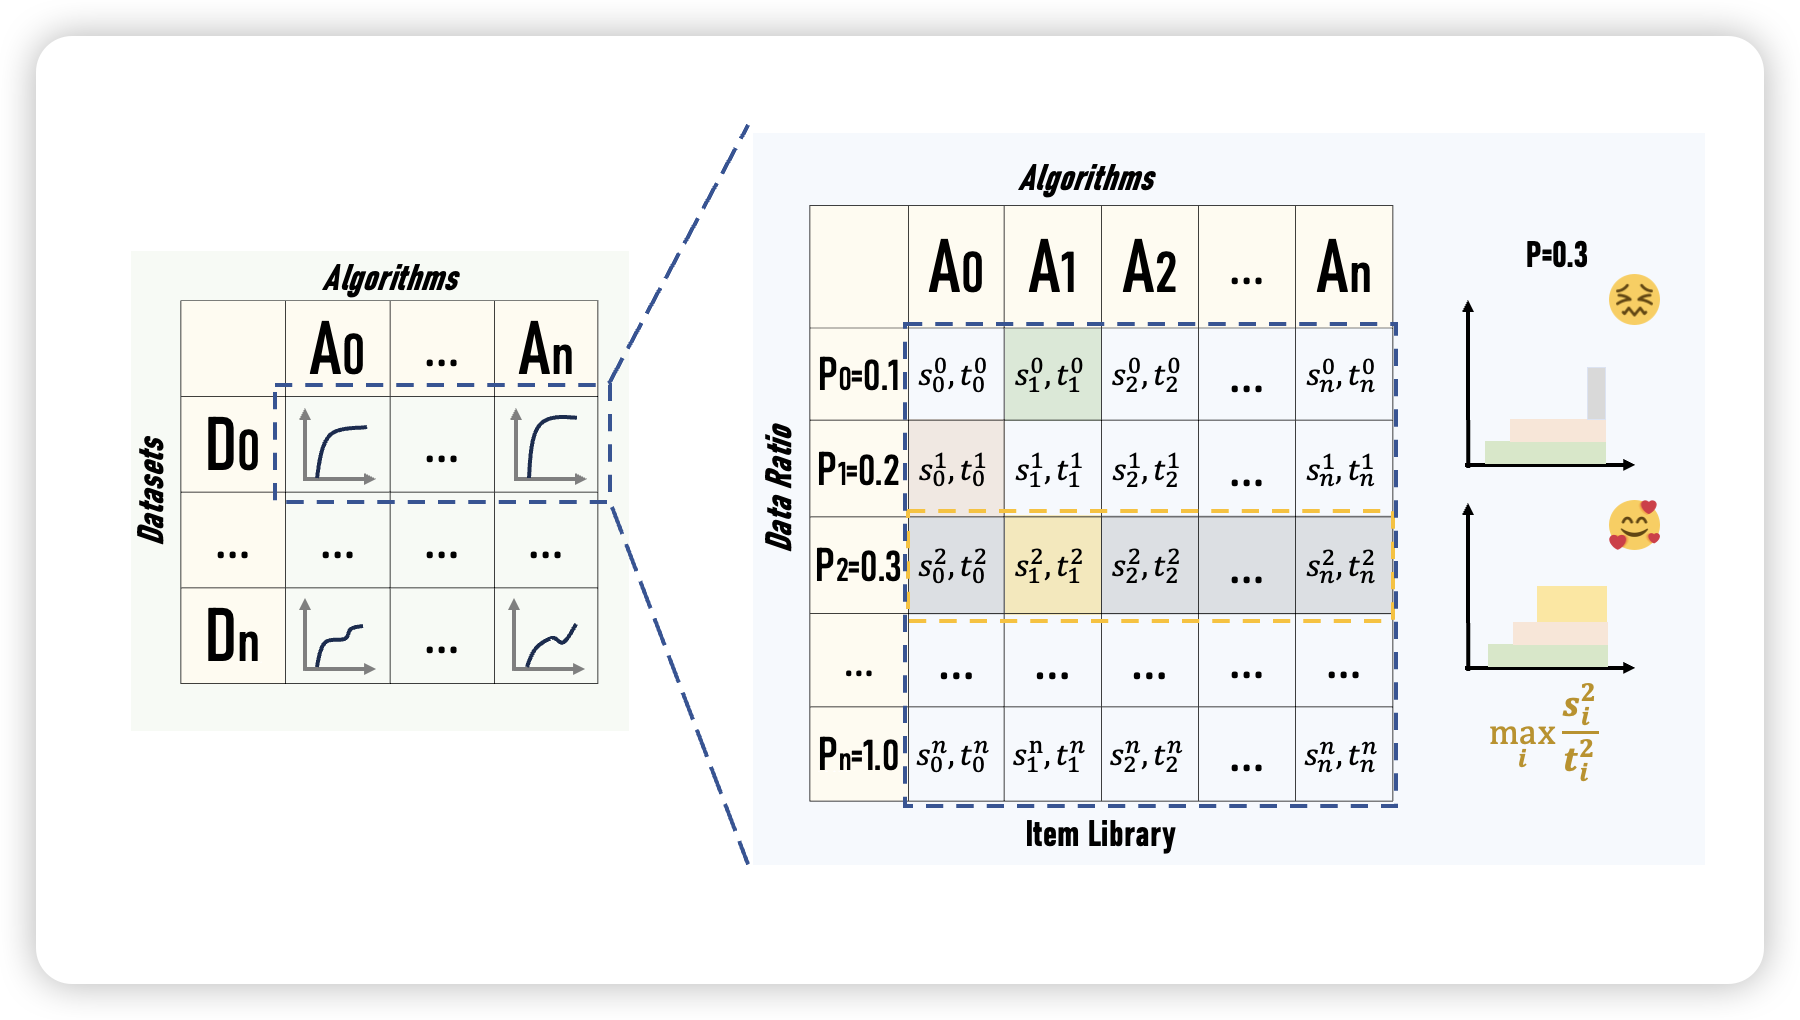 Algorithms
A0 ... An
Datasets
D0 ...
... ... ... ...
Dn ...
Algorithms
A0 A1 A2 ... An
Data Ratio
P0=0.1 s_0^0, t_0^0 s_1^0, t_1^0 s_2^0, t_2^0 ... s_n^0, t_n^0
P1=0.2 s_0^1, t_0^1 s_1^1, t_1^1 s_2^1, t_2^1 ... s_n^1, t_n^1
P2=0.3 s_0^2, t_0^2 s_1^2, t_1^2 s_2^2, t_2^2 ... s_n^2, t_n^2
... ... ... ... ... ...
Pn=1.0 s_0^n, t_0^n s_1^n, t_1^n s_2^n, t_2^n ... s_n^n, t_n^n
Item Library
P=0.3
max_i s_i^2 / t_i^2